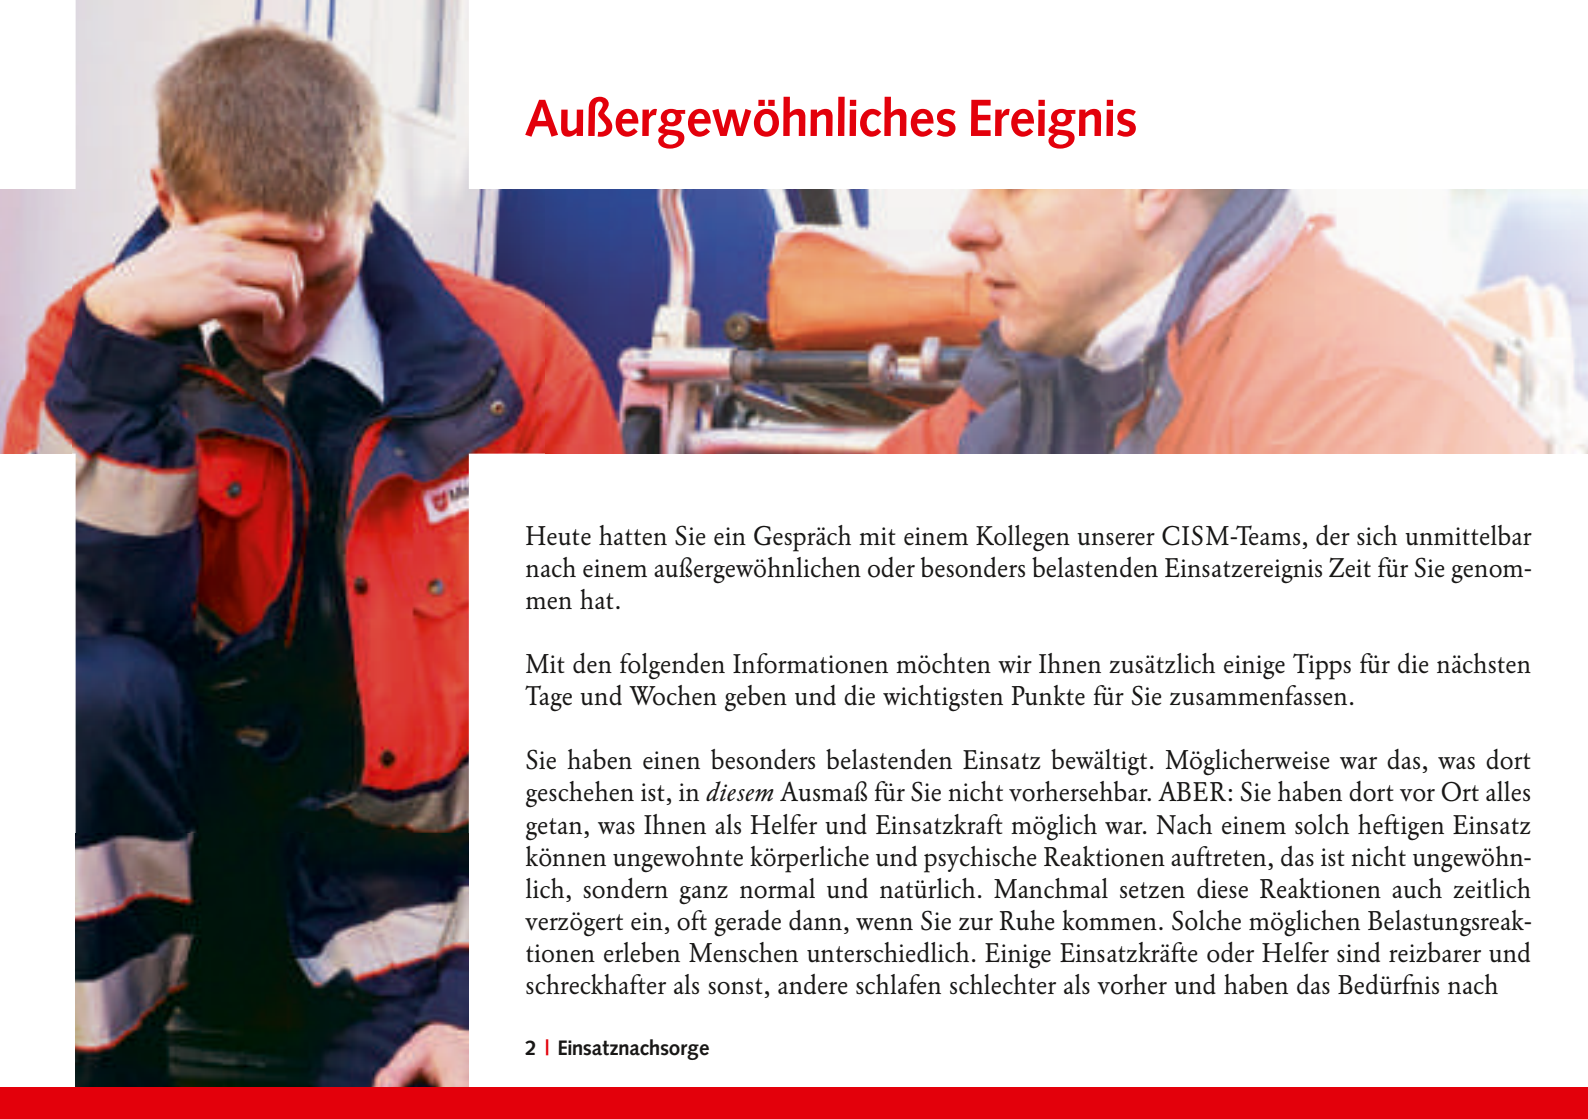 Außergewöhnliches Ereignis
Heute hatten Sie ein Gespräch mit einem Kollegen unserer CISM-Teams, der sich unmittelbar
nach einem außergewöhnlichen oder besonders belastenden Einsatzereignis Zeit für Sie genom-
men hat.
Mit den folgenden Informationen möchten wir Ihnen zusätzlich einige Tipps für die nächsten
Tage und Wochen geben und die wichtigsten Punkte für Sie zusammenfassen.
Sie haben einen besonders belastenden Einsatz bewältigt. Möglicherweise war das, was dort
geschehen ist, in diesem Ausmaß für Sie nicht vorhersehbar. ABER: Sie haben dort vor Ort alles
getan, was Ihnen als Helfer und Einsatzkraft möglich war. Nach einem solch heftigen Einsatz
können ungewohnte körperliche und psychische Reaktionen auftreten, das ist nicht ungewöhn-
lich, sondern ganz normal und natürlich. Manchmal setzen diese Reaktionen auch zeitlich
verzögert ein, oft gerade dann, wenn Sie zur Ruhe kommen. Solche möglichen Belastungsreak-
tionen erleben Menschen unterschiedlich. Einige Einsatzkräfte oder Helfer sind reizbarer und
schreckhafter als sonst, andere schlafen schlechter als vorher und haben das Bedürfnis nach
2 | Einsatznachsorge